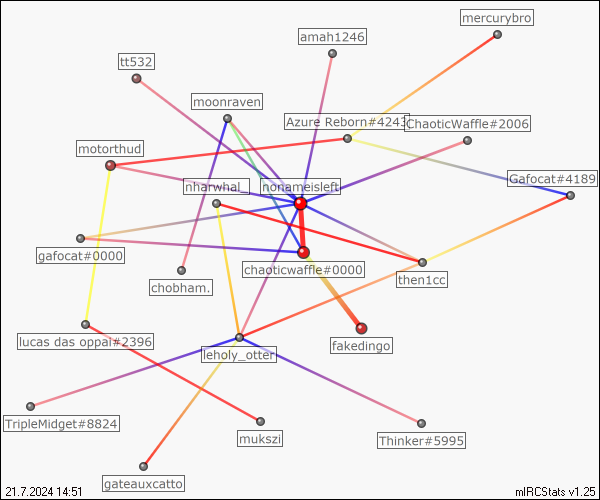 mercurybro
amah1246
tt532
moonraven
Azure Reborn#4243
ChaoticWaffle#2006
motorthud
nharwhal_
nonameisleft
Gafocat#4189
gafocat#0000
chaoticwaffle#0000
chobham.
then1cc
lucas das oppai#2396
leholy_otter
fakedingo
TripleMidget#8824
mukszi
Thinker#5995
gateauxcatto
21.7.2024 14:51
mIRCStats v1.25